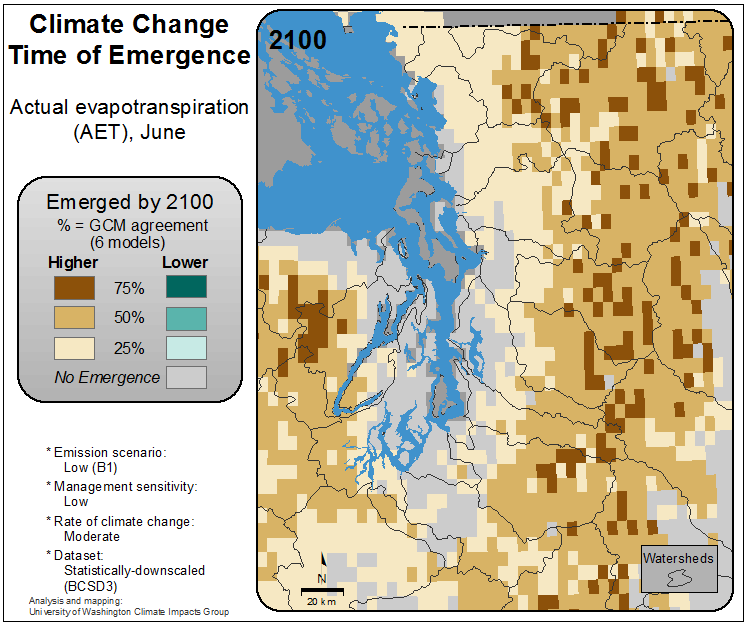 Climate Change
Time of Emergence
Actual evapotranspiration
(AET), June
Emerged by 2100
% = GCM agreement
(6 models)
Higher Lower
75%
50%
25%
No Emergence
* Emission scenario:
Low (B1)
* Management sensitivity:
Low
* Rate of climate change:
Moderate
* Dataset:
Statistically-downscaled
(BCSD3)
Analysis and mapping:
University of Washington Climate Impacts Group
2100
N
20 km
Watersheds